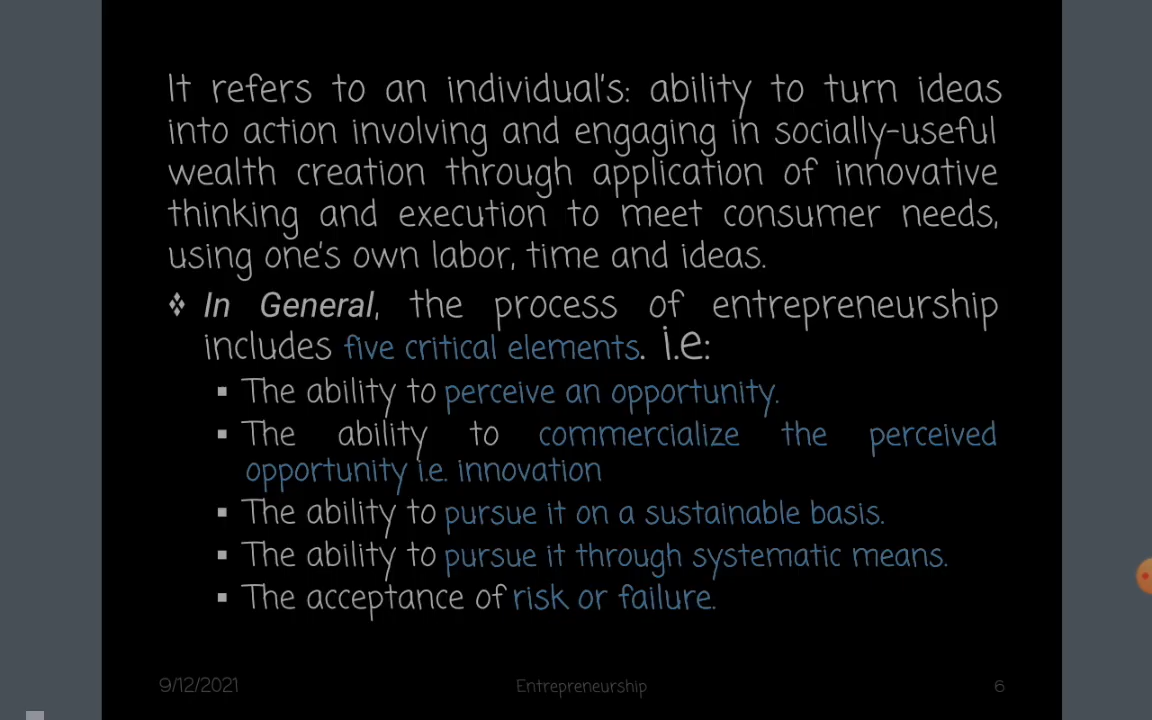 It refers to an individual's: ability to turn ideas
into action involving and engaging in socially-useful
wealth creation through application of innovative
thinking and execution to meet consumer needs,
using one's own labor, time and ideas.
❖ In General, the process of entrepreneurship
includes five critical elements. i.e:
▪ The ability to perceive an opportunity.
▪ The ability to commercialize the perceived
opportunity i.e. innovation
▪ The ability to pursue it on a sustainable basis.
▪ The ability to pursue it through systematic means.
▪ The acceptance of risk or failure.
9/12/2021 Entrepreneurship 6